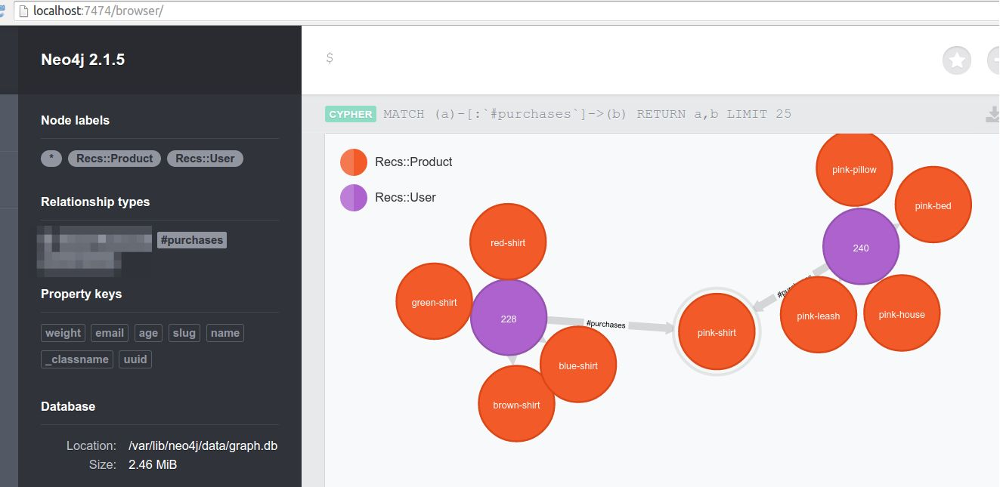 localhost:7474/browser/
Neo4j 2.1.5
$
Node labels
* Recs::Product Recs::User
Relationship types
#purchases
Property keys
weight email age slug name
_classname uuid
Database
Location: /var/lib/neo4j/data/graph.db
Size: 2.46 MiB
CYPHER MATCH (a)-[:`#purchases`]->(b) RETURN a,b LIMIT 25
Recs::Product
Recs::User
red-shirt
green-shirt
228
#purchases
blue-shirt
brown-shirt
pink-shirt
pink-pillow
pink-bed
240
pink-leash
pink-house